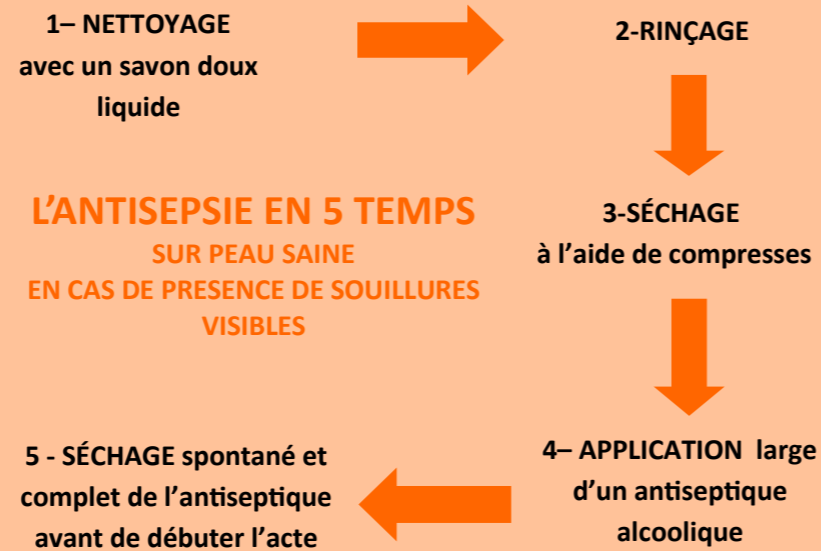 1– NETTOYAGE
avec un savon doux
liquide
2-RINÇAGE
L’ANTISEPSIE EN 5 TEMPS
SUR PEAU SAINE
EN CAS DE PRESENCE DE SOUILLURES
VISIBLES
3-SÉCHAGE
à l’aide de compresses
4– APPLICATION large
d’un antiseptique
alcoolique
5 - SÉCHAGE spontané et
complet de l’antiseptique
avant de débuter l’acte